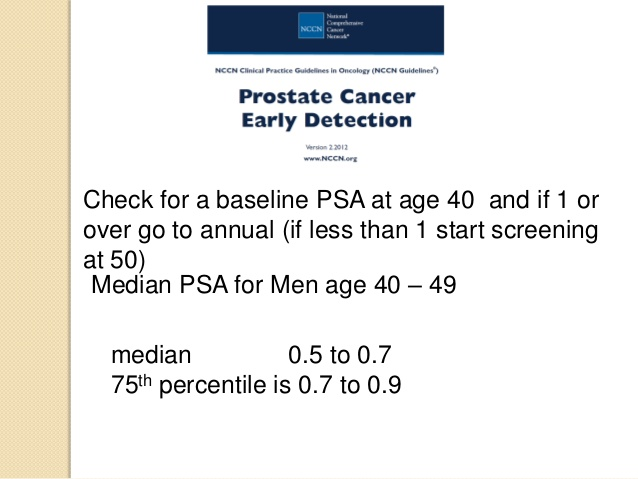 NCCN
National
Comprehensive
Cancer
Network®
NCCN Clinical Practice Guidelines in Oncology (NCCN Guidelines®)
Prostate Cancer
Early Detection
Version 2.2012
www.NCCN.org
Check for a baseline PSA at age 40 and if 1 or
over go to annual (if less than 1 start screening
at 50)
Median PSA for Men age 40 – 49
median 0.5 to 0.7
75th percentile is 0.7 to 0.9